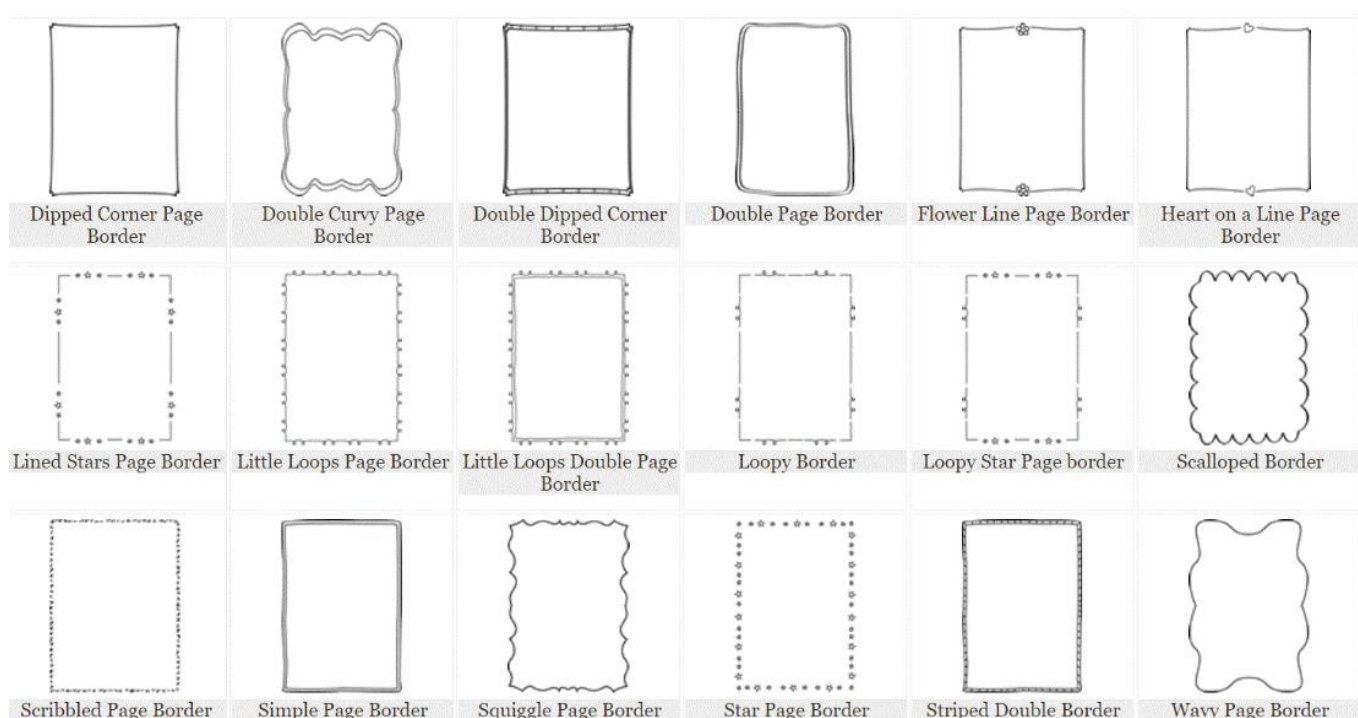 Dipped Corner Page
Border
Double Curvy Page
Border
Double Dipped Corner
Border
Double Page Border
Flower Line Page Border
Heart on a Line Page
Border
Lined Stars Page Border
Little Loops Page Border
Little Loops Double Page
Border
Loopy Border
Loopy Star Page border
Scalloped Border
Scribbled Page Border
Simple Page Border
Squiggle Page Border
Star Page Border
Striped Double Border
Wavy Page Border